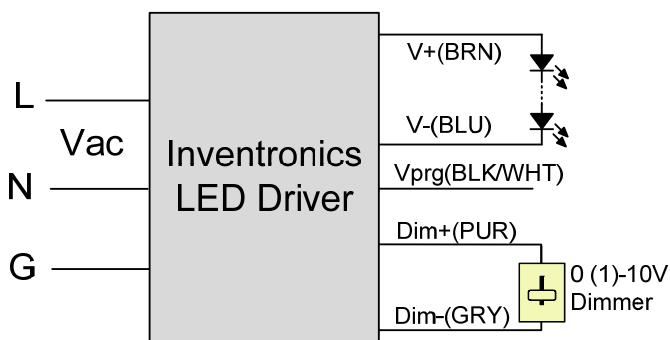 L
Vac
N
G
Inventronics
LED Driver
V+(BRN)
V-(BLU)
Vprg(BLK/WHT)
Dim+(PUR)
Dim-(GRY)
0 (1)-10V
Dimmer